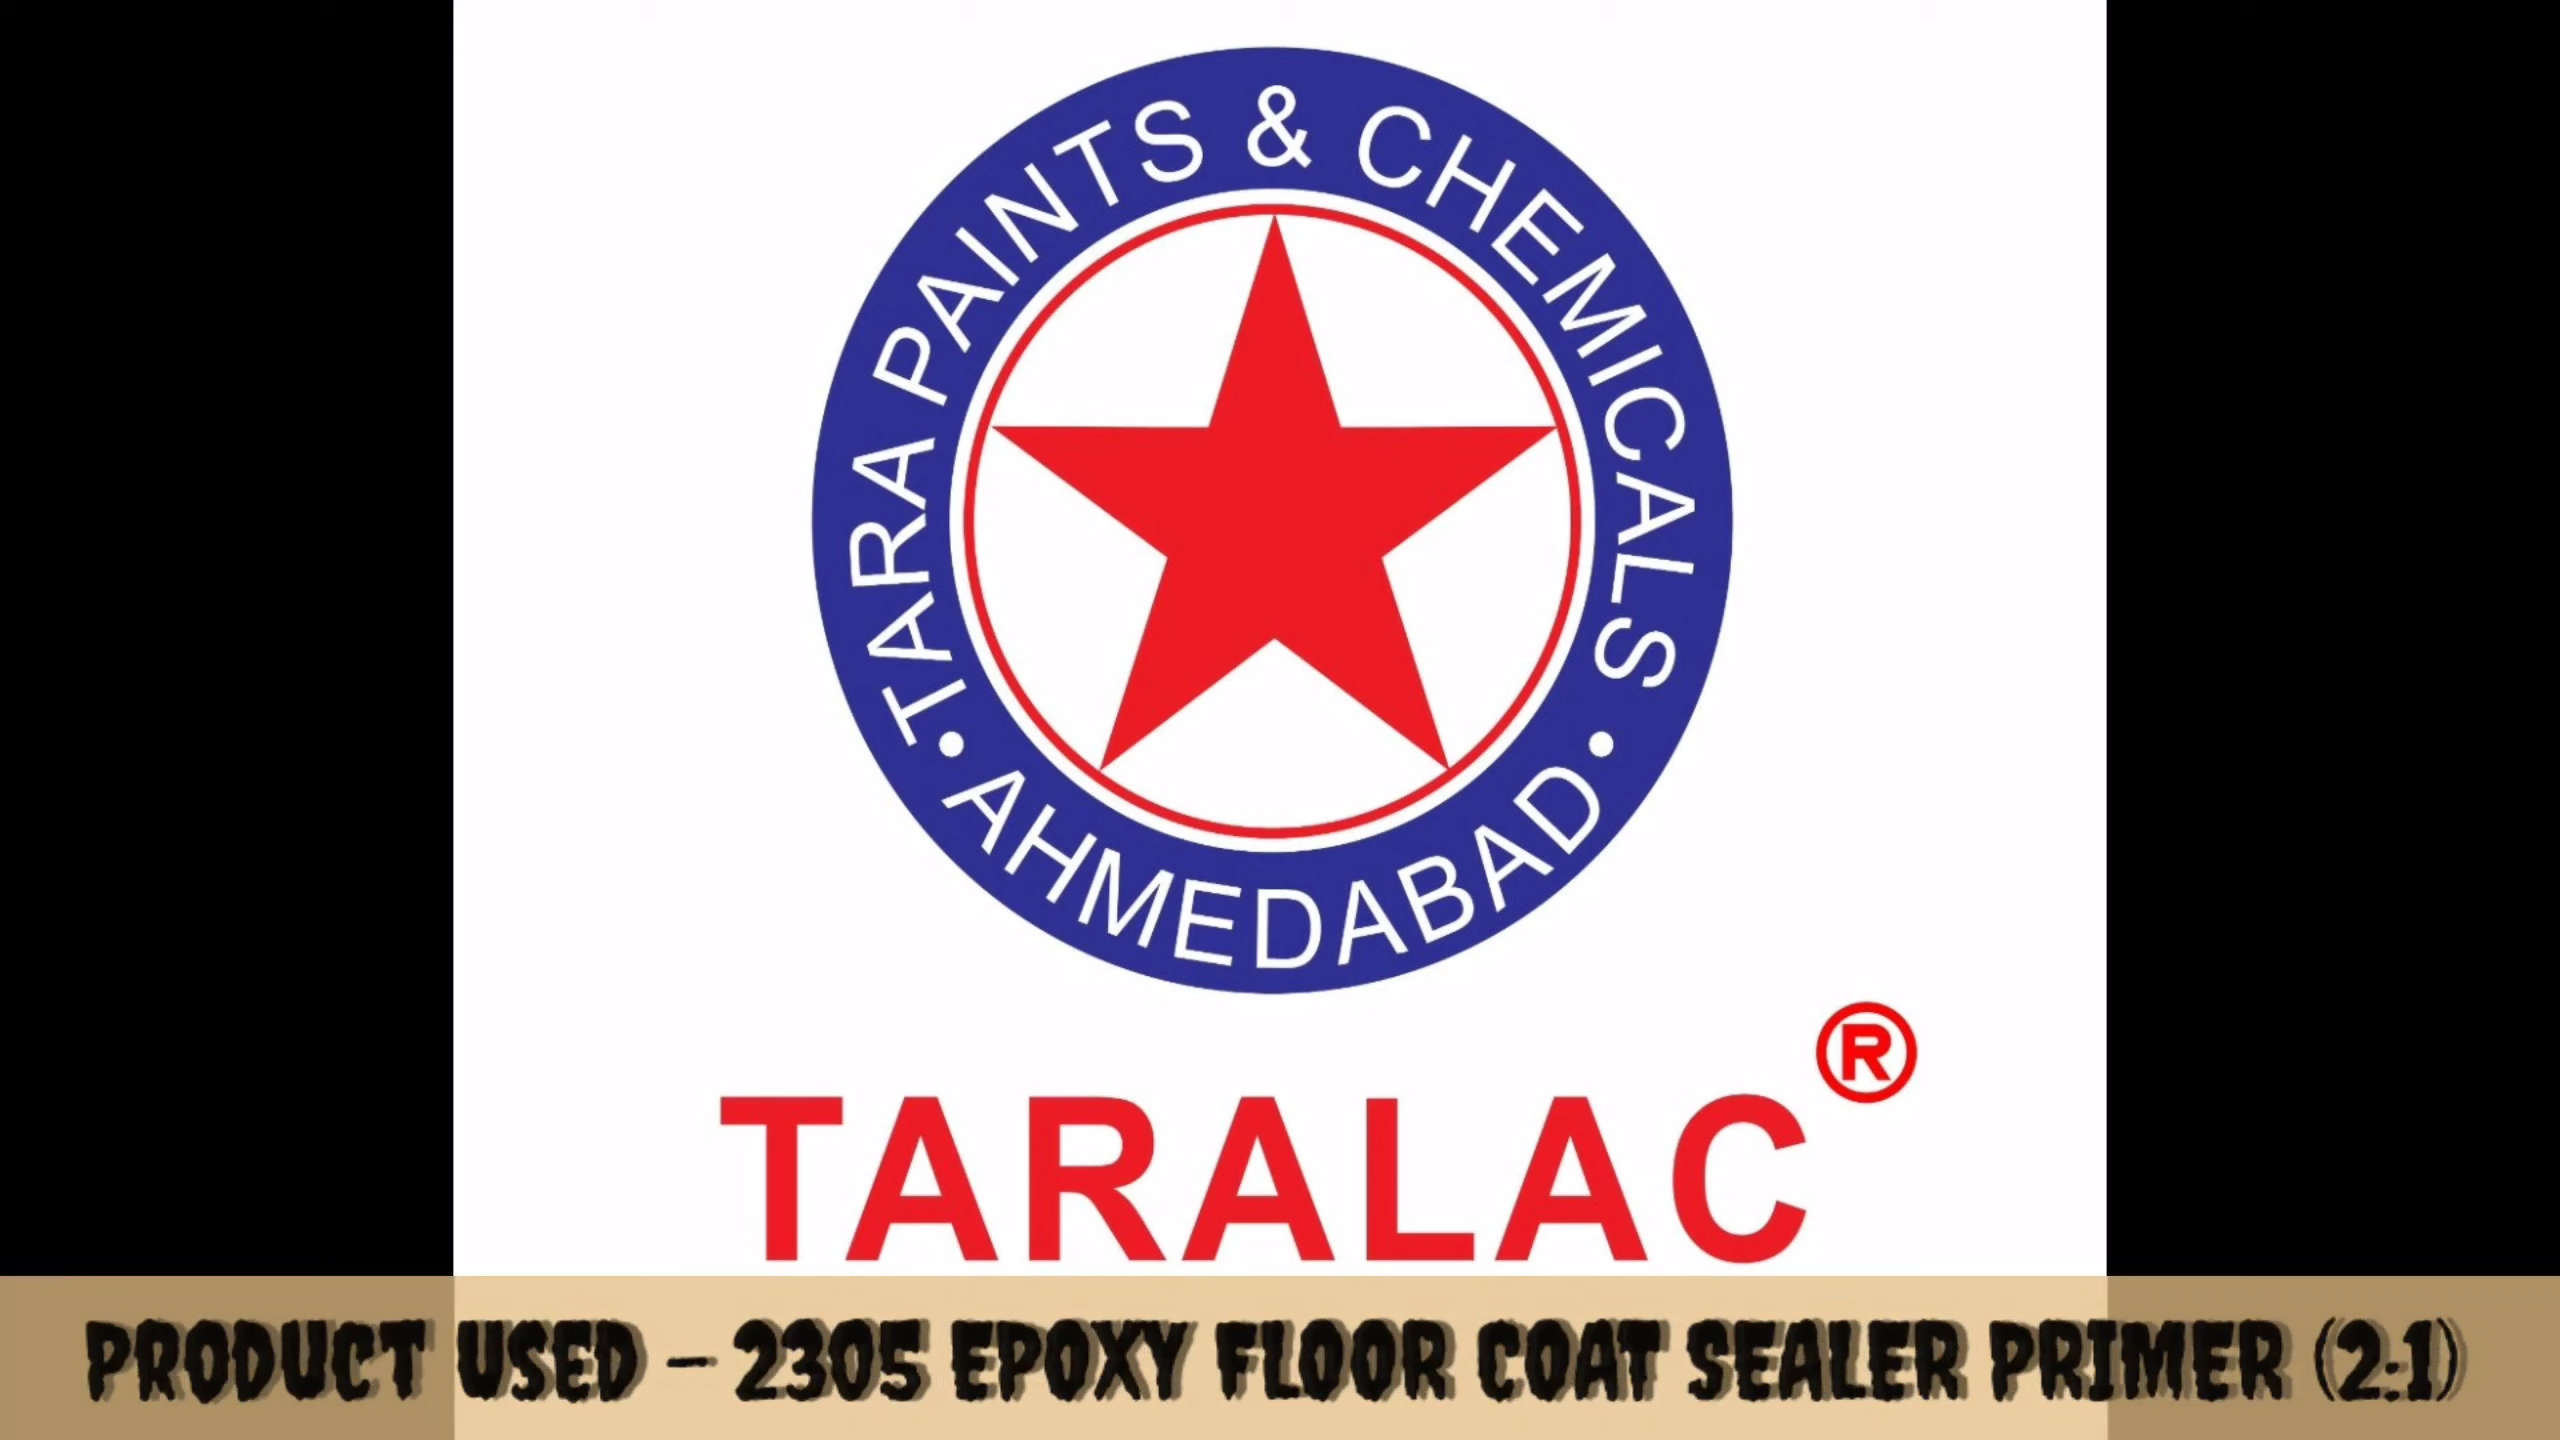 TARA PAINTS & CHEMICALS
• AHMEDABAD •
TARALAC®
PRODUCT USED – 2305 EPOXY FLOOR COAT SEALER PRIMER (2:1)